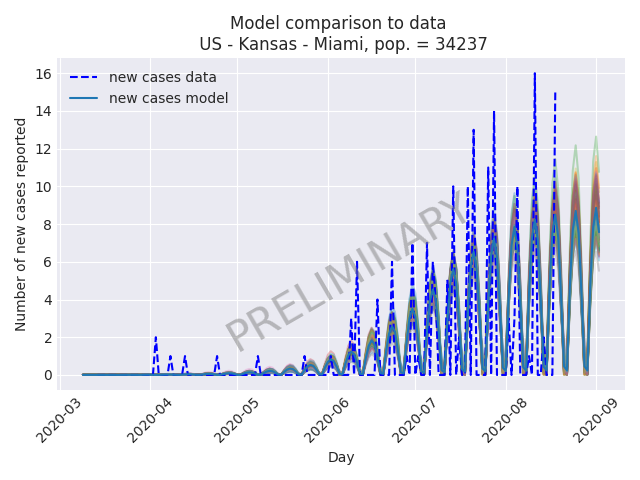 Model comparison to data
US - Kansas - Miami, pop. = 34237
Number of new cases reported
16
14
12
10
8
6
4
2
0
new cases data
new cases model
PRELIMINARY
2020-03
2020-04
2020-05
2020-06
2020-07
2020-08
2020-09
Day